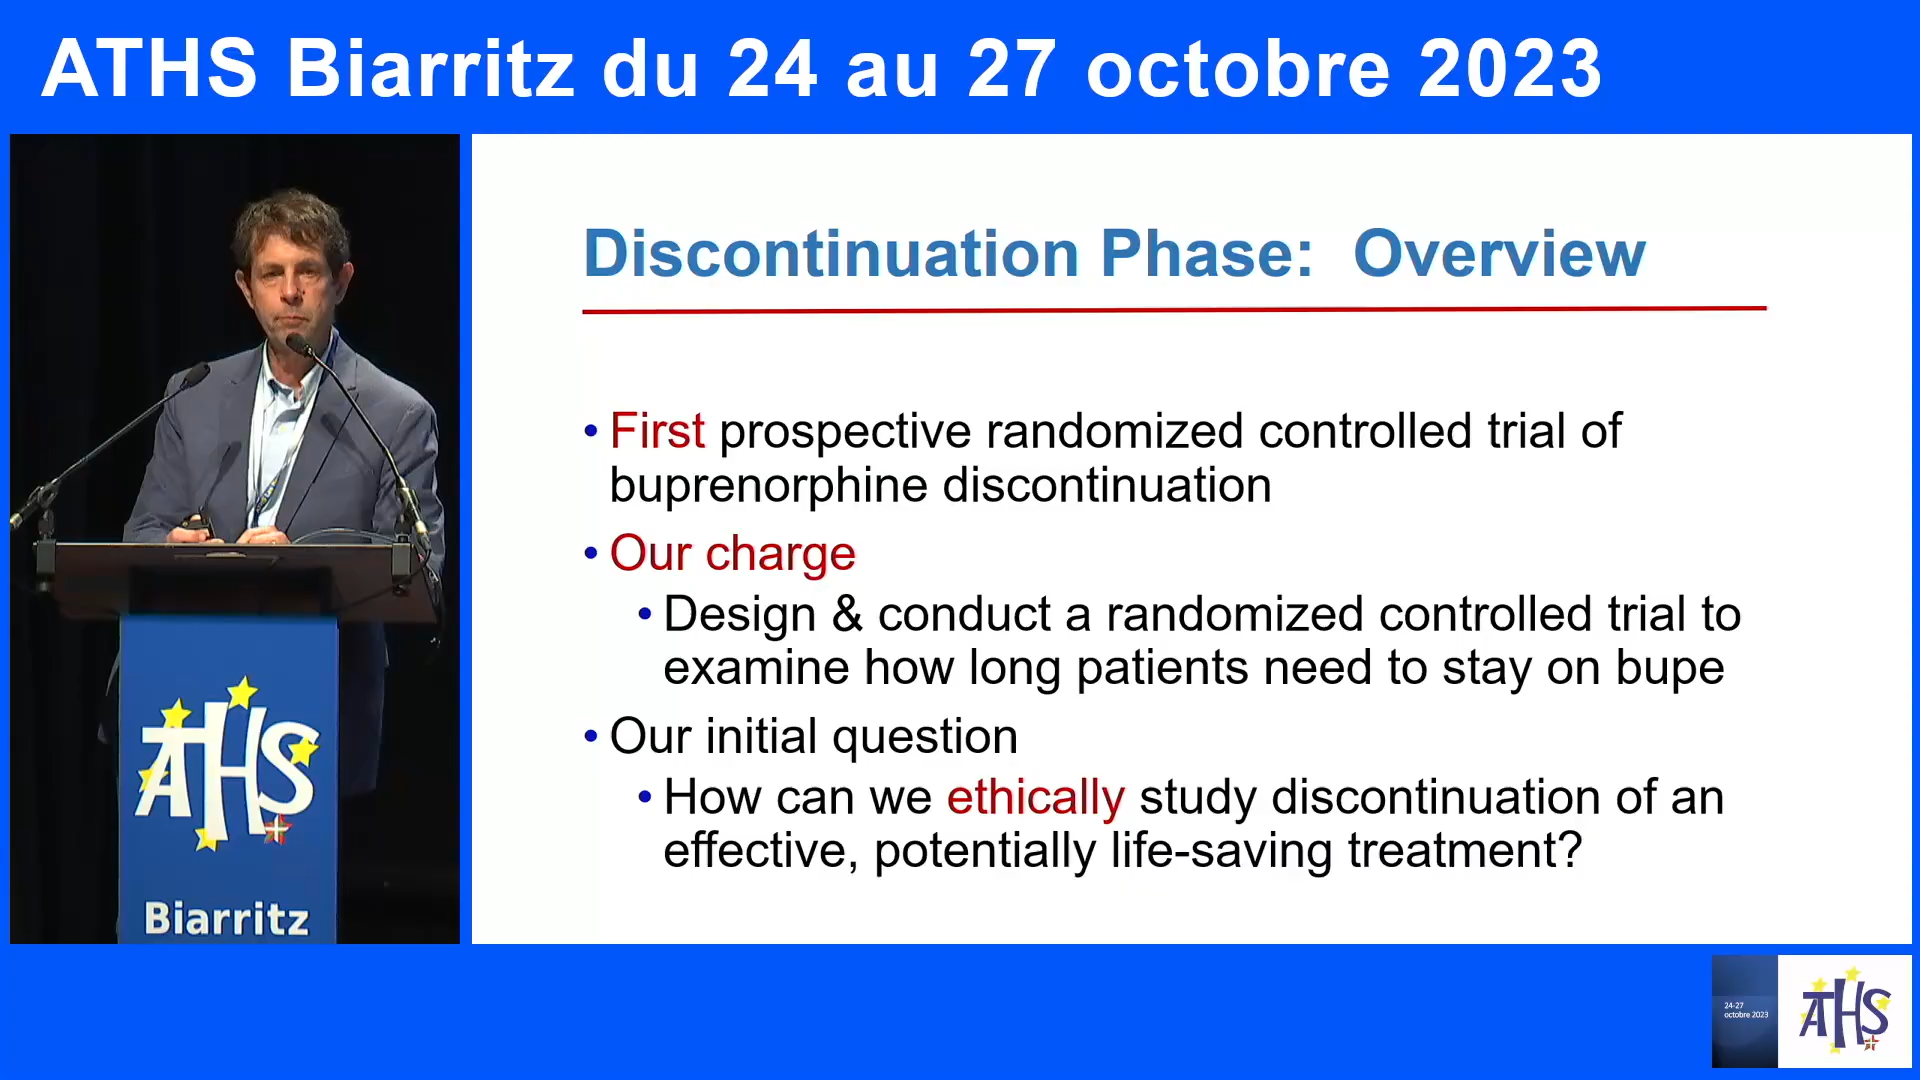 ATHS Biarritz du 24 au 27 octobre 2023
Discontinuation Phase: Overview
• First prospective randomized controlled trial of
buprenorphine discontinuation
• Our charge
• Design & conduct a randomized controlled trial to
examine how long patients need to stay on bupe
• Our initial question
• How can we ethically study discontinuation of an
effective, potentially life-saving treatment?
ATHS
Biarritz
24-27
octobre 2023
ATHS